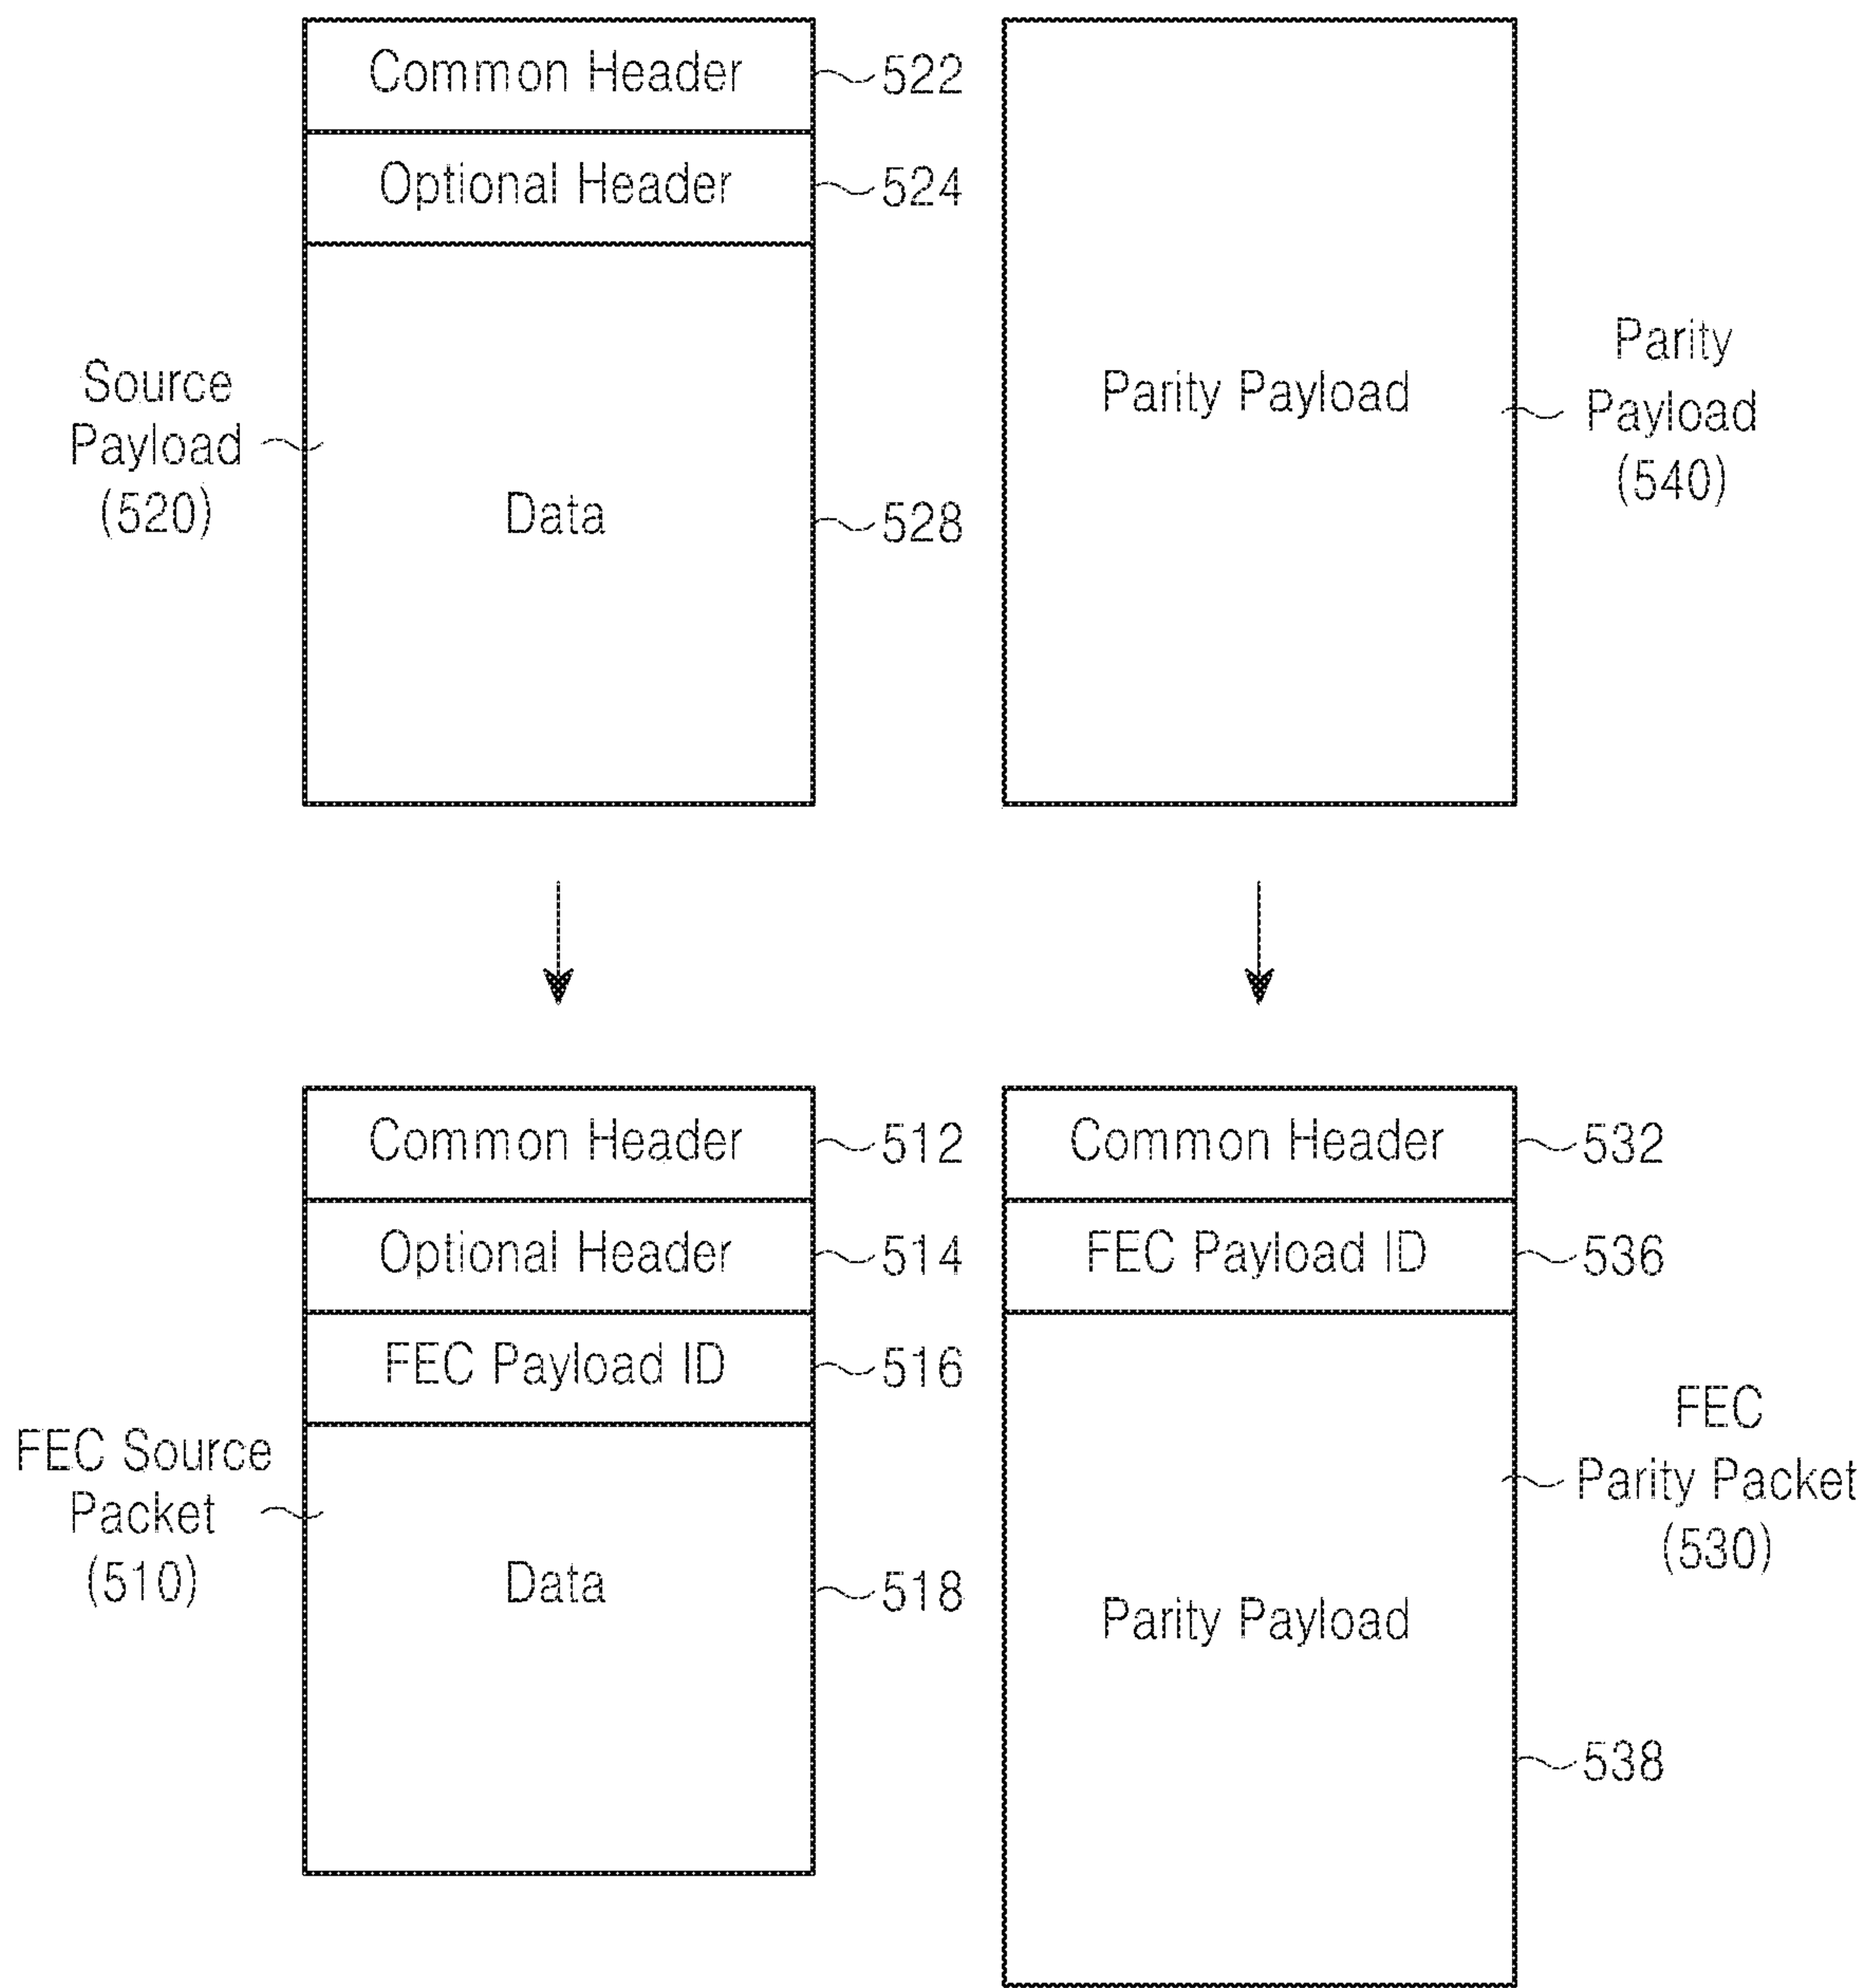 Common Header
522
Optional Header
524
Source
Payload
(520)
Data
528
Parity Payload
Parity
Payload
(540)
Common Header
512
Optional Header
514
FEC Payload ID
516
FEC Source
Packet
(510)
Data
518
Common Header
532
FEC Payload ID
536
FEC
Parity Packet
(530)
Parity Payload
538